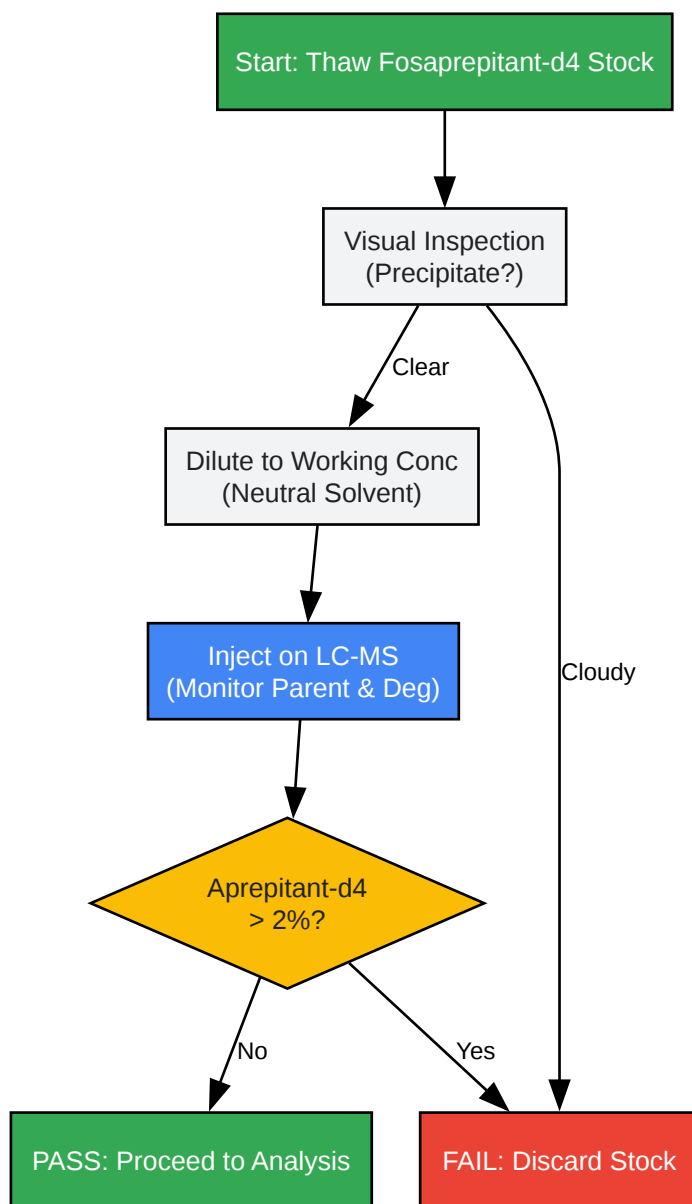 Start: Thaw Fosaprepitant-d4 Stock
Visual Inspection
(Precipitate?)
Clear
Dilute to Working Conc
(Neutral Solvent)
Inject on LC-MS
(Monitor Parent & Deg)
Cloudy
Aprepitant-d4
> 2%?
No
Yes
PASS: Proceed to Analysis
FAIL: Discard Stock